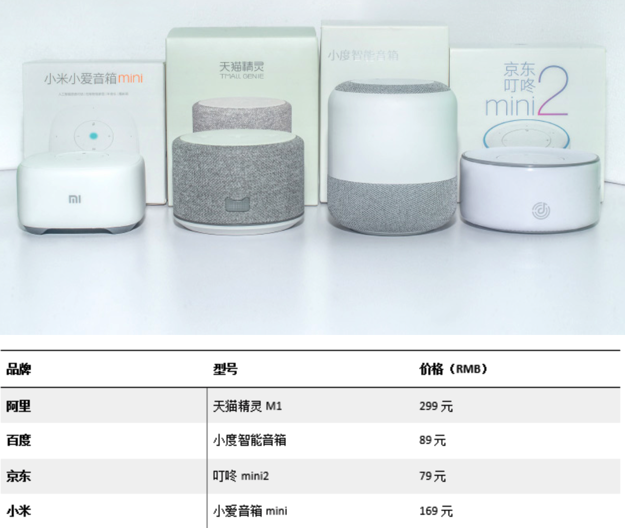 小米小爱音箱mini
天猫精灵
TMALL GENIE
小度智能音箱
京东
叮咚
mini2
mi
品牌 型号 价格（RMB）
阿里 天猫精灵 M1 299 元
百度 小度智能音箱 89 元
京东 叮咚 mini2 79 元
小米 小爱音箱 mini 169 元